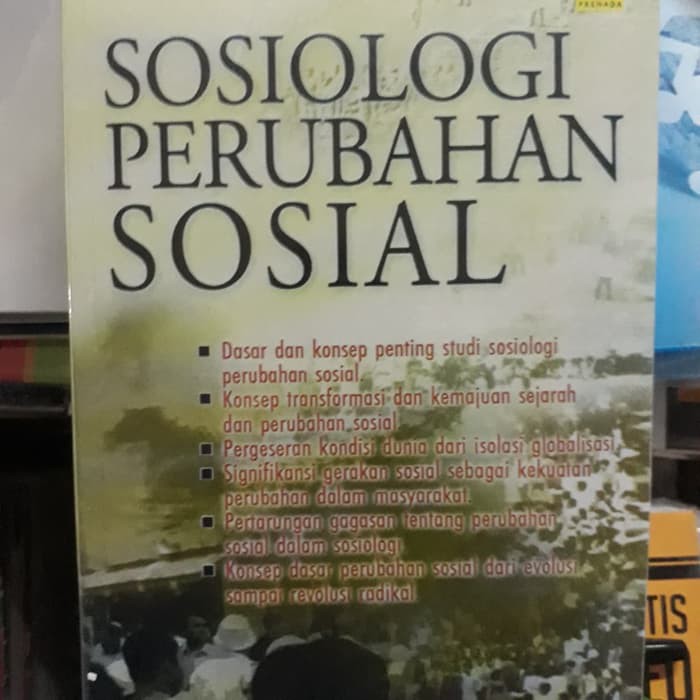 PRENADA
SOSIOLOGI
PERUBAHAN
SOSIAL
■ Dasar dan konsep penting studi sosiologi
perubahan sosial
■ Konsep transformasi dan kemajuan sejarah
dan perubahan sosial
■ Pergeseran kondisi dunia dari isolasi globalisasi
■ Signifikansi gerakan sosial sebagai kekuatan
perubahan dalam masyarakat.
■ Pertarungan gagasan tentang perubahan
sosial dalam sosiologi
■ Konsep dasar perubahan sosial dari evolusi
sampai revolusi radikal
TIS